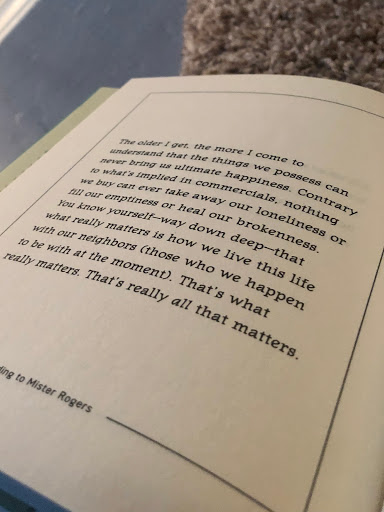 The older I get, the more I come to
understand that the things we possess can
never bring us ultimate happiness. Contrary
to what's implied in commercials, nothing
we buy can ever take away our loneliness or
fill our emptiness or heal our brokenness.
You know yourself—way down deep—that
what really matters is how we live this life
with our neighbors (those who we happen
to be with at the moment). That's what
really matters. That's really all that matters.
to Mister Rogers